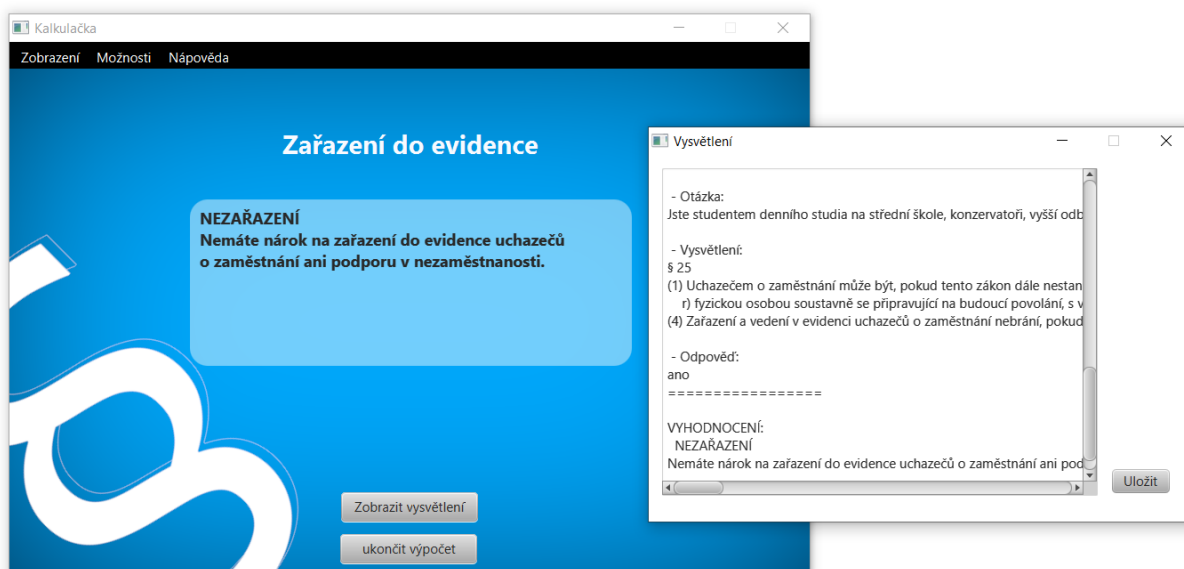 Kalkulačka
Zobrazení Možnosti Nápověda
Zařazení do evidence
NEZAŘAZENÍ
Nemáte nárok na zařazení do evidence uchazečů
o zaměstnání ani podporu v nezaměstnanosti.
Zobrazit vysvětlení
ukončit výpočet
Vysvětlení
- Otázka:
Jste studentem denního studia na střední škole, konzervatoři, vyšší odb
- Vysvětlení:
§ 25
(1) Uchazečem o zaměstnání může být, pokud tento zákon dále nestan
r) fyzickou osobou soustavně se připravující na budoucí povolání, s v
(4) Zařazení a vedení v evidenci uchazečů o zaměstnání nebrání, pokud
- Odpověď:
ano
=================
VYHODNOCENÍ:
NEZAŘAZENÍ
Nemáte nárok na zařazení do evidence uchazečů o zaměstnání ani pod
Uložit